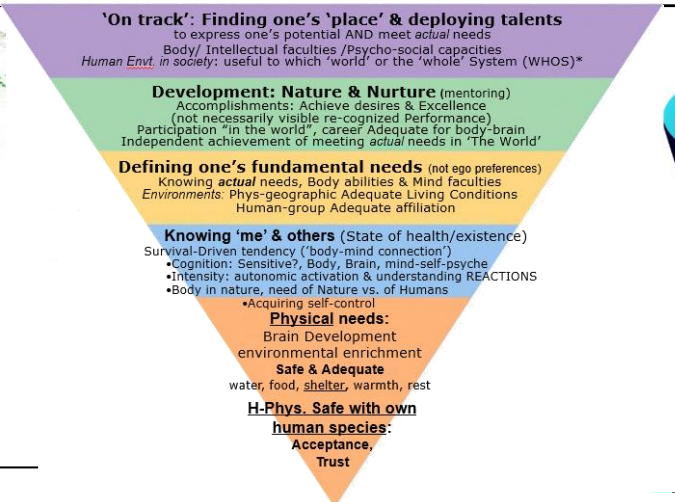 ‘On track’: Finding one’s ‘place’ & deploying talents
to express one’s potential AND meet actual needs
Body/ Intellectual faculties /Psycho-social capacities
Human Envt. in society: useful to which ‘world’ or the ‘whole’ System (WHOS)*
Development: Nature & Nurture (mentoring)
Accomplishments: Achieve desires & Excellence
(not necessarily visible re-cognized Performance)
Participation “in the world”, career Adequate for body-brain
Independent achievement of meeting actual needs in ‘The World’
Defining one’s fundamental needs (not ego preferences)
Knowing actual needs, Body abilities & Mind faculties
Environments: Phys-geographic Adequate Living Conditions
Human-group Adequate affiliation
Knowing ‘me’ & others (State of health/existence)
Survival-Driven tendency (‘body-mind connection’)
•Cognition: Sensitive?, Body, Brain, mind-self-psyche
•Intensity: autonomic activation & understanding REACTIONS
•Body in nature, need of Nature vs. of Humans
•Acquiring self-control
Physical needs:
Brain Development
environmental enrichment
Safe & Adequate
water, food, shelter, warmth, rest
H-Phys. Safe with own
human species:
Acceptance,
Trust